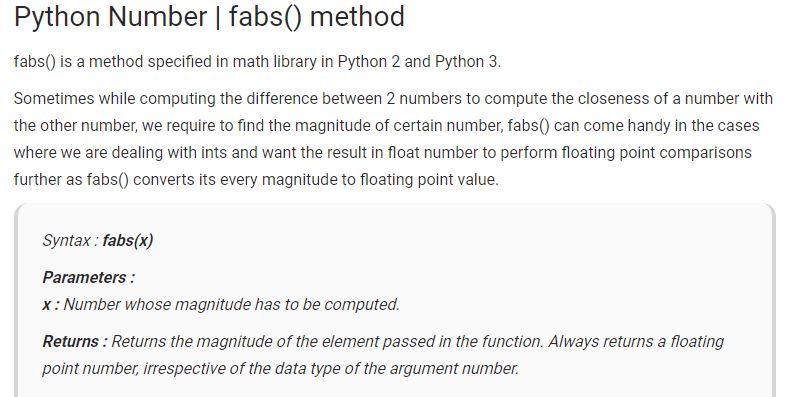 Python Number | fabs() method
fabs() is a method specified in math library in Python 2 and Python 3.
Sometimes while computing the difference between 2 numbers to compute the closeness of a number with
the other number, we require to find the magnitude of certain number, fabs() can come handy in the cases
where we are dealing with ints and want the result in float number to perform floating point comparisons
further as fabs() converts its every magnitude to floating point value.
Syntax : fabs(x)
Parameters :
x : Number whose magnitude has to be computed.
Returns : Returns the magnitude of the element passed in the function. Always returns a floating
point number, irrespective of the data type of the argument number.